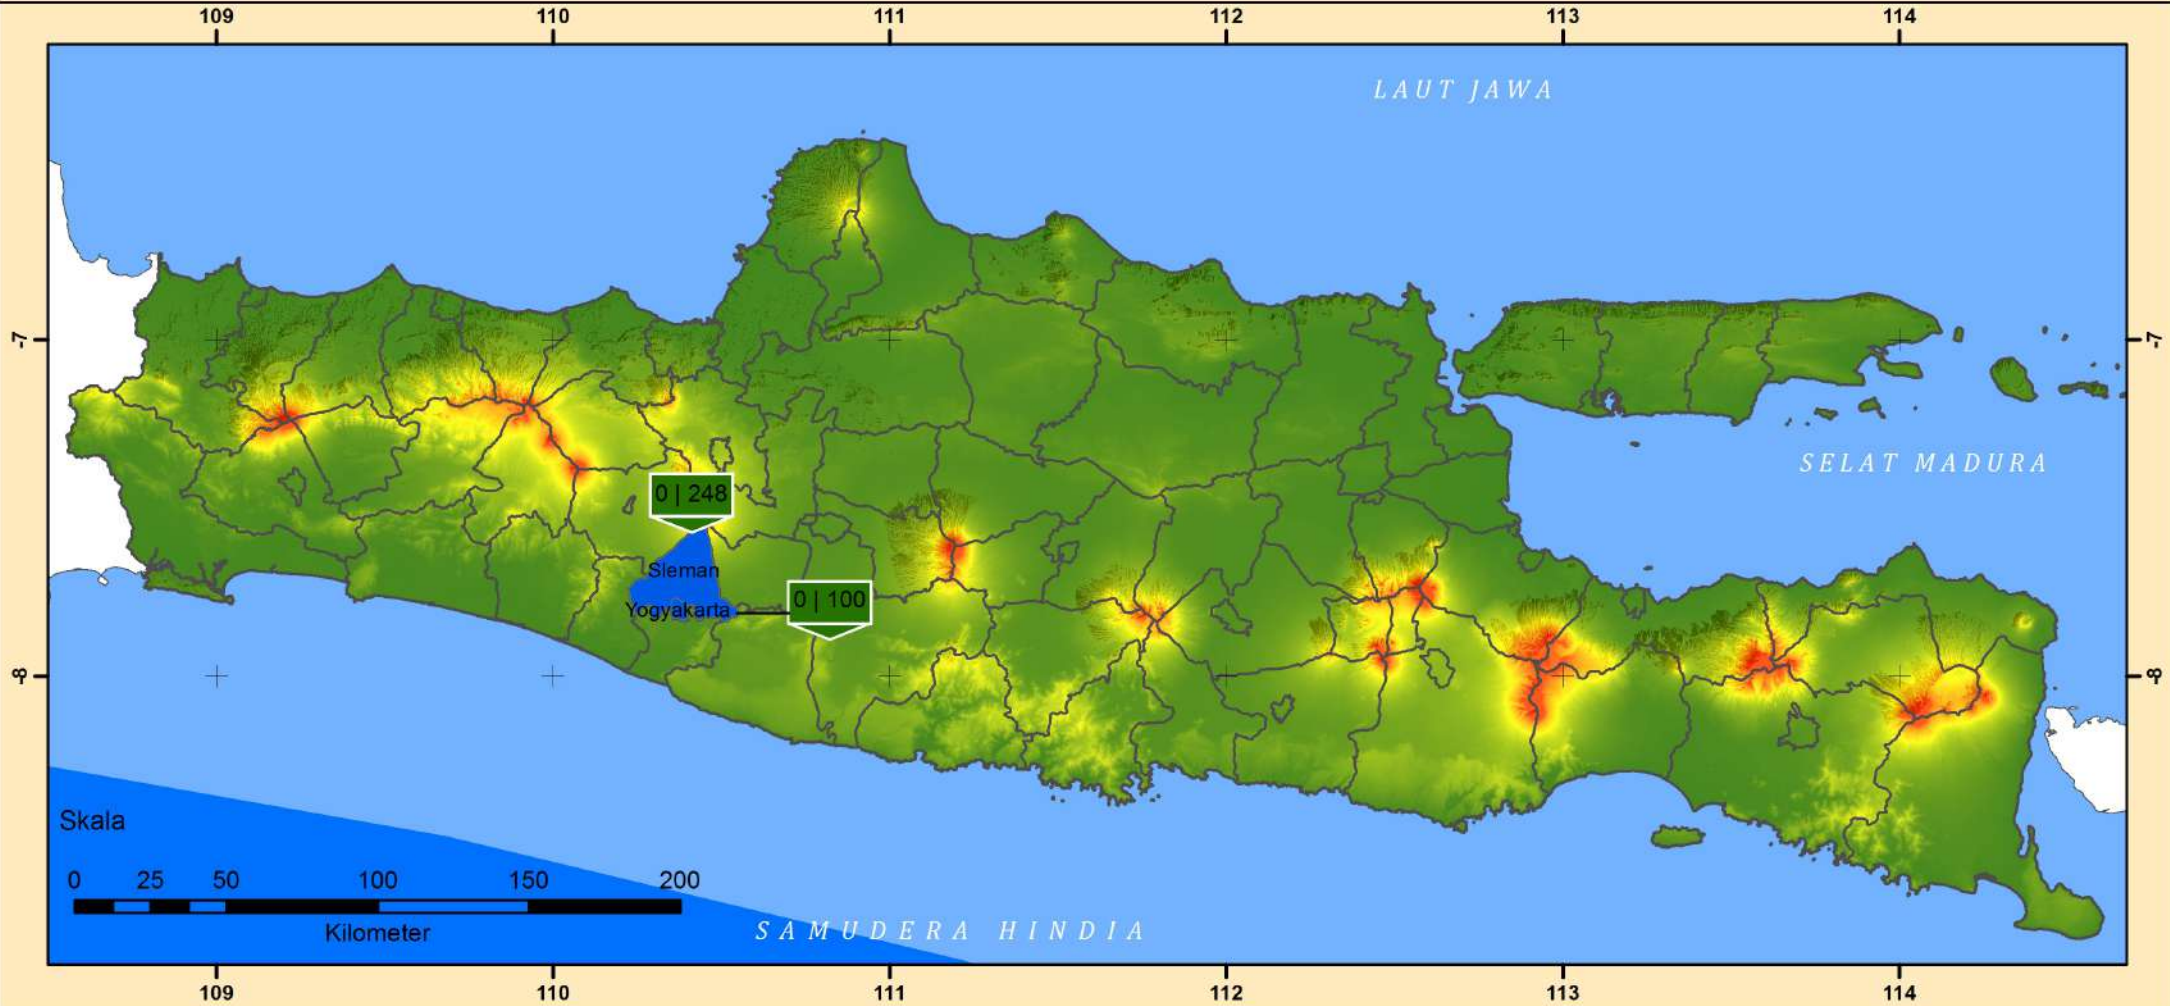 109 110 111 112 113 114
LAUT JAWA
-7 -7
SELAT MADURA
0 | 248
Sleman
0 | 100
Yogyakarta
-8 -8
Skala
0 25 50 100 150 200
Kilometer
SAMUDERA HINDIA
109 110 111 112 113 114